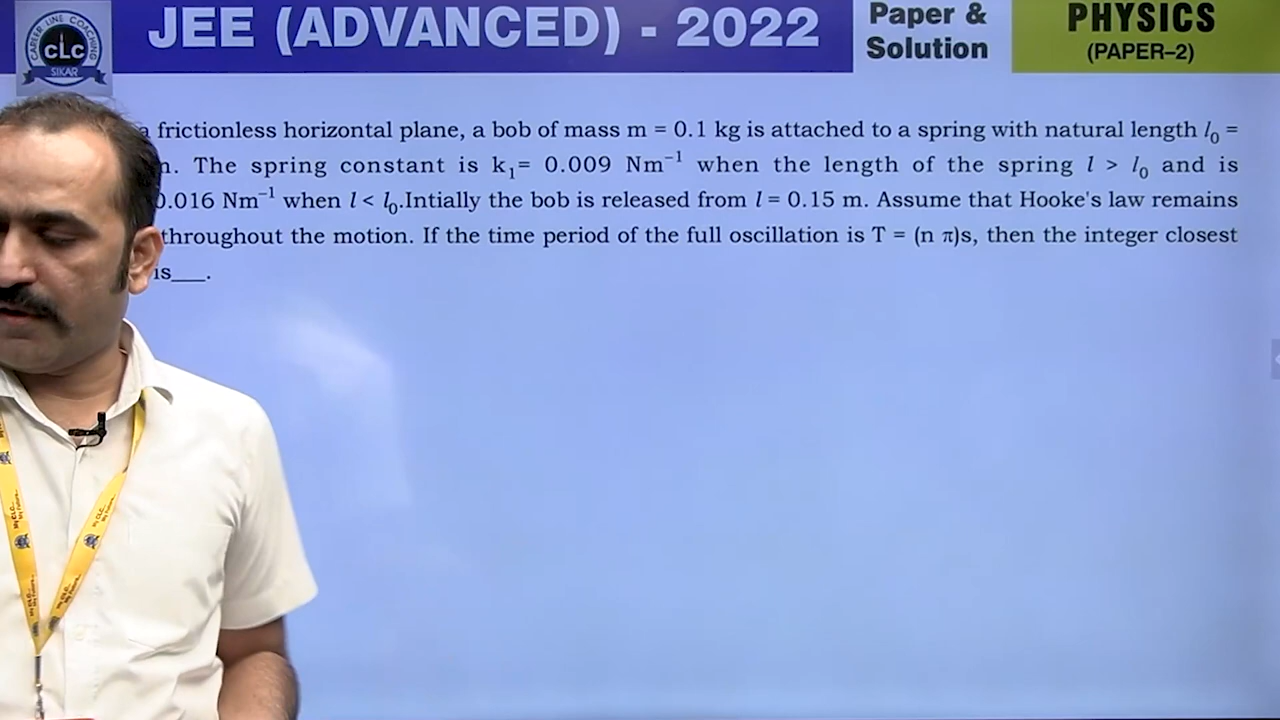 CAREER LINE COACHING
CLC
SIKAR
JEE (ADVANCED) - 2022
Paper &
Solution
PHYSICS
(PAPER–2)
a frictionless horizontal plane, a bob of mass m = 0.1 kg is attached to a spring with natural length l₀ =
m. The spring constant is k₁= 0.009 Nm⁻¹ when the length of the spring l > l₀ and is
0.016 Nm⁻¹ when l < l₀.Intially the bob is released from l = 0.15 m. Assume that Hooke's law remains
throughout the motion. If the time period of the full oscillation is T = (n π)s, then the integer closest
is___.